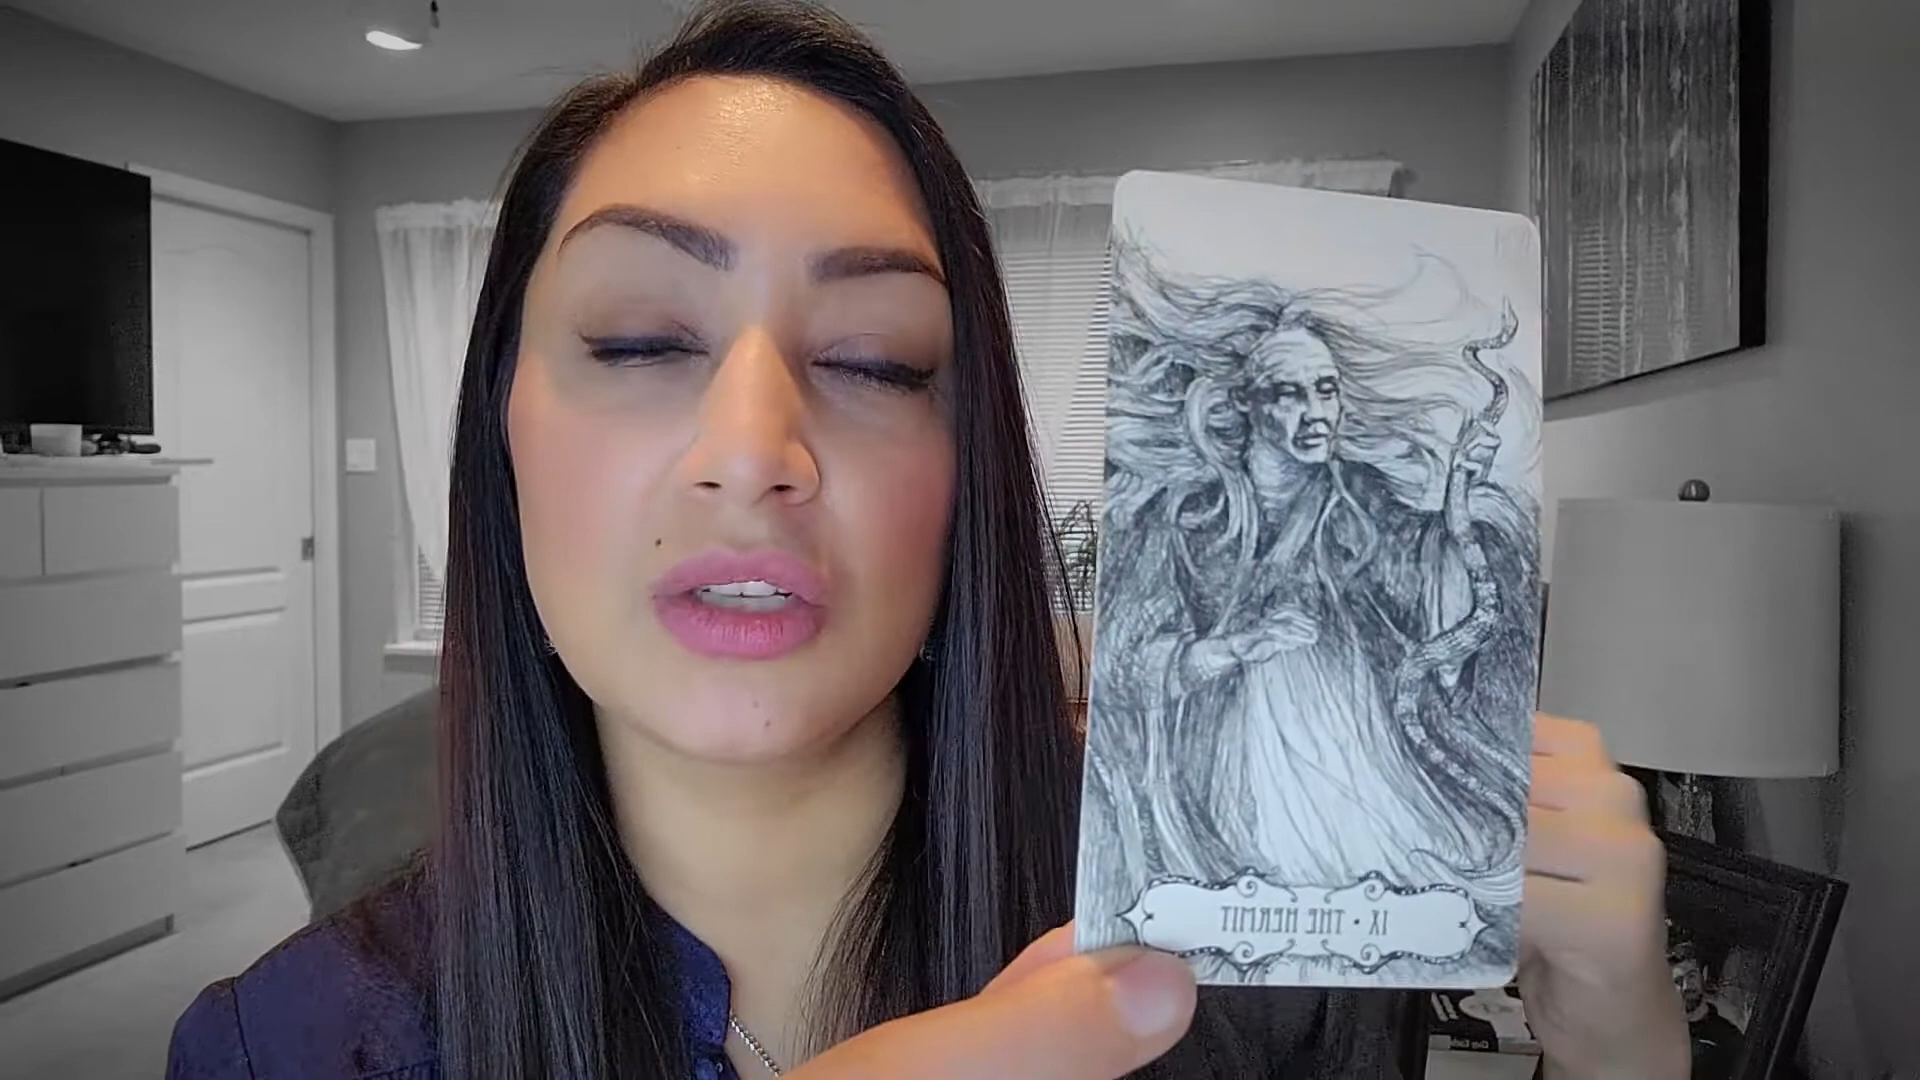 IX • THE HERMIT